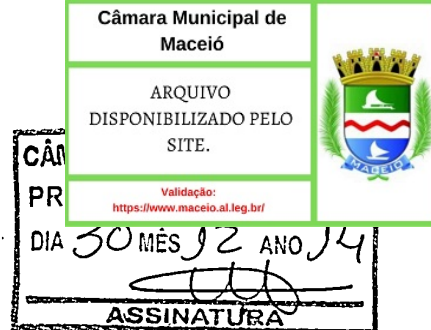 Câmara Municipal de
Maceió
ARQUIVO
DISPONIBILIZADO PELO
SITE.
Validação:
https://www.maceio.al.leg.br/
MACEIÓ
CÂM
PR
DIA 30 MÊS 12 ANO 14
ASSINATURA